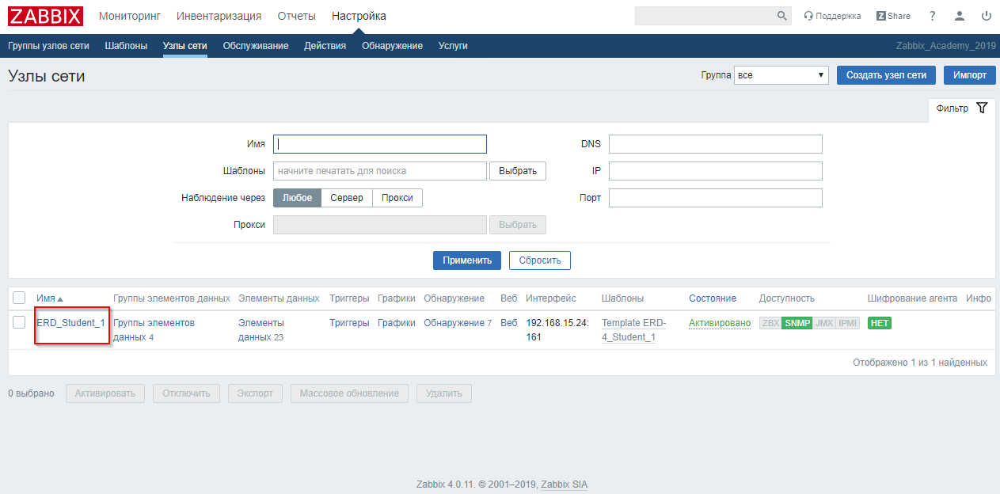 ZABBIX Мониторинг Инвентаризация Отчеты Настройка Поддержка Z Share ?
Группы узлов сети Шаблоны Узлы сети Обслуживание Действия Обнаружение Услуги Zabbix_Academy_2019
Узлы сети Группа все Создать узел сети Импорт
Фильтр
Имя DNS
Шаблоны начните печатать для поиска Выбрать IP
Наблюдение через Любое Сервер Прокси Порт
Прокси Выбрать
Применить Сбросить
Имя Группы элементов данных Элементы данных Триггеры Графики Обнаружение Веб Интерфейс Шаблоны Состояние Доступность Шифрование агента Инфо
ERD_Student_1 Группы элементов Элементы Триггеры Графики Обнаружение 7 Веб 192.168.15.24: Template ERD- Активировано ZBX SNMP JMX IPMI НЕТ
данных 4 данных 23 161 4_Student_1
Отображено 1 из 1 найденных
0 выбрано Активировать Отключить Экспорт Массовое обновление Удалить
Zabbix 4.0.11. © 2001–2019, Zabbix SIA